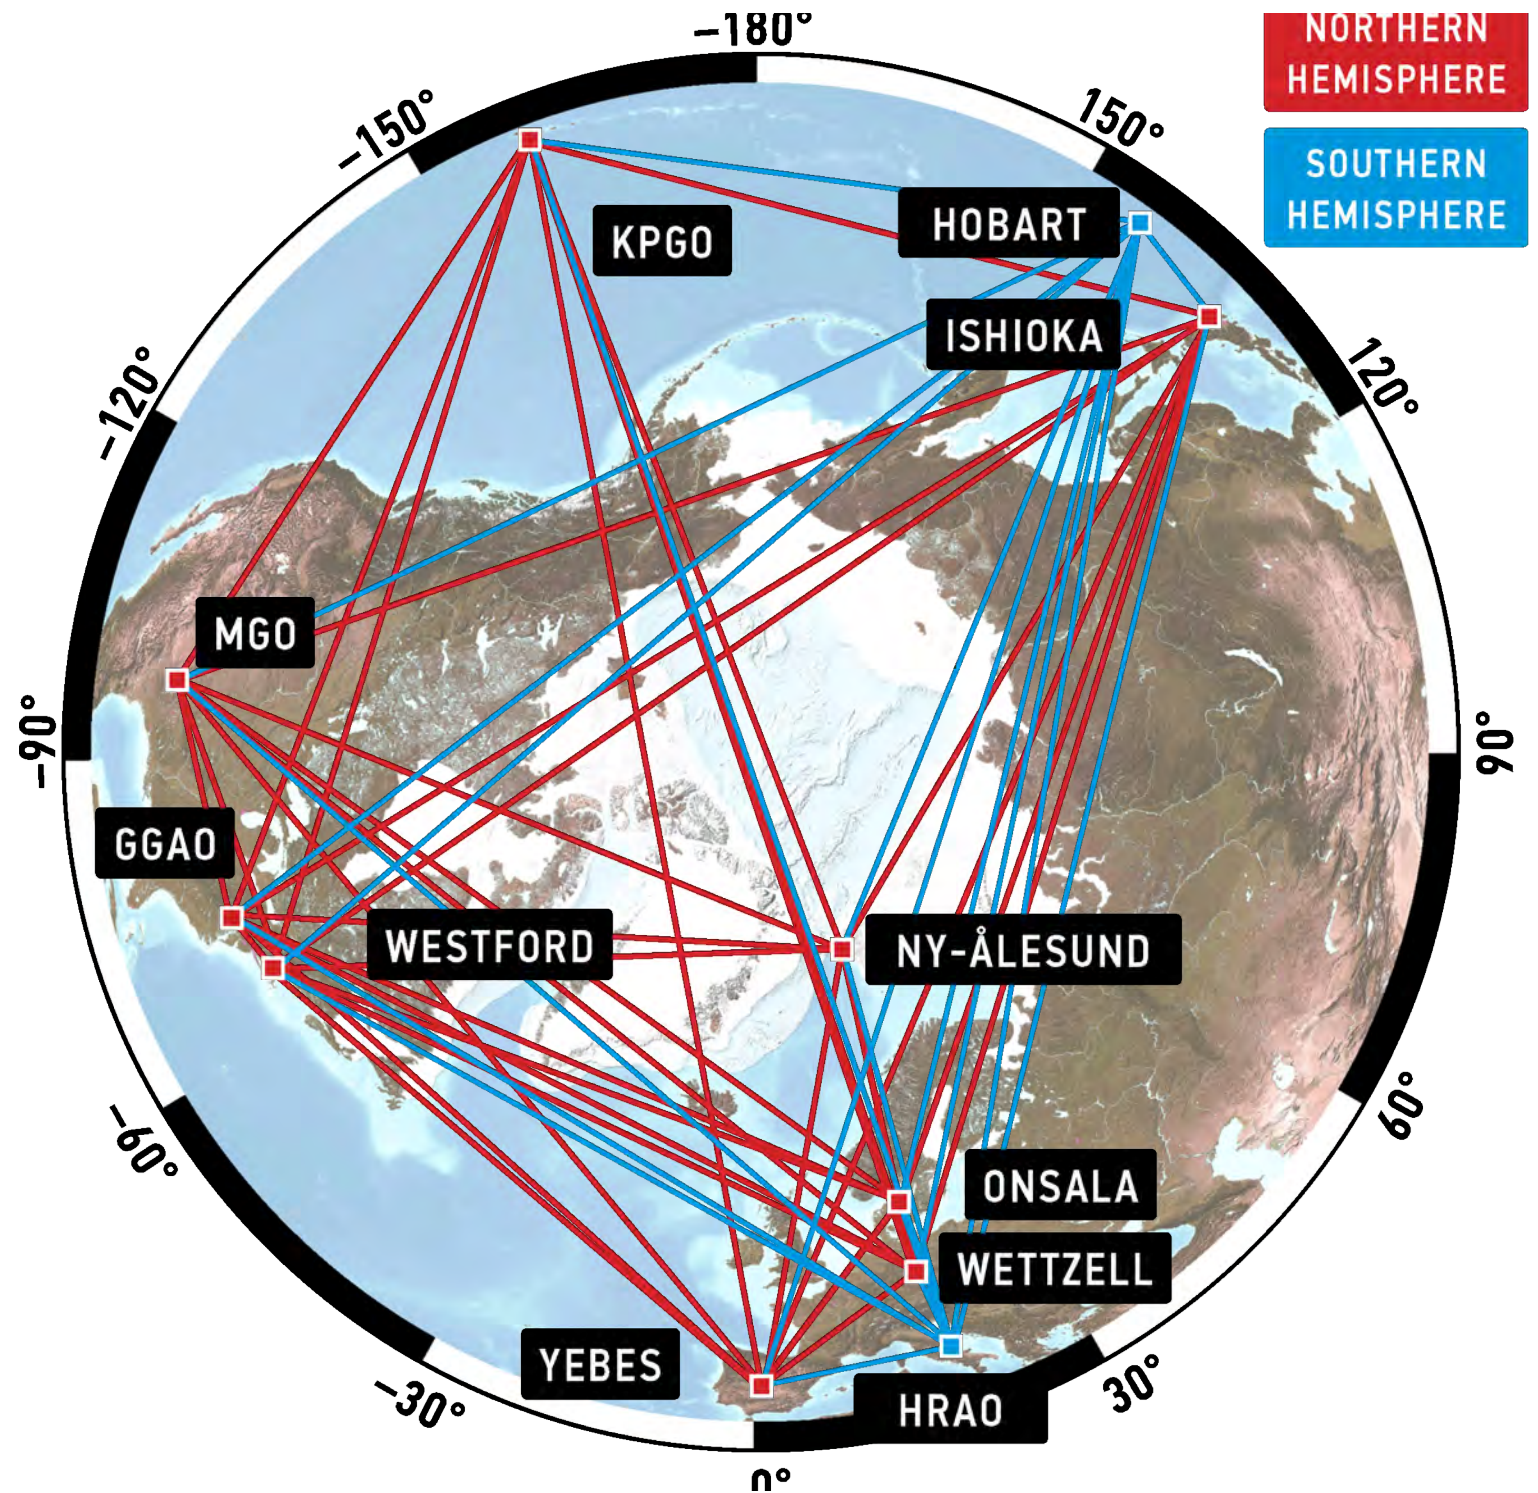 −180°
NORTHERN
HEMISPHERE
SOUTHERN
HEMISPHERE
−150°
150°
HOBART
KPGO
ISHIOKA
−120°
120°
MGO
−90°
90°
GGAO
WESTFORD
NY-ÅLESUND
−60°
60°
ONSALA
WETTZELL
YEBES
−30°
30°
HRAO
0°